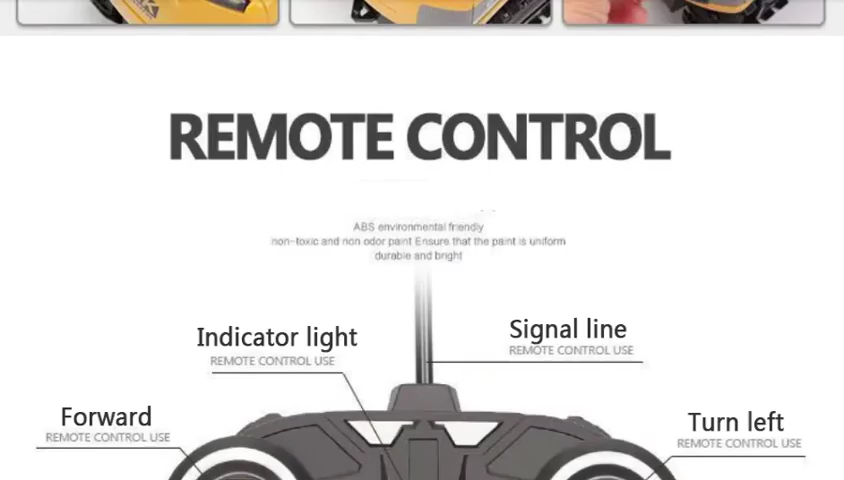 REMOTE CONTROL
ABS environmental friendly
non-toxic and non odor paint Ensure that the paint is uniform
durable and bright
Indicator light
REMOTE CONTROL USE
Signal line
REMOTE CONTROL USE
Forward
REMOTE CONTROL USE
Turn left
REMOTE CONTROL USE